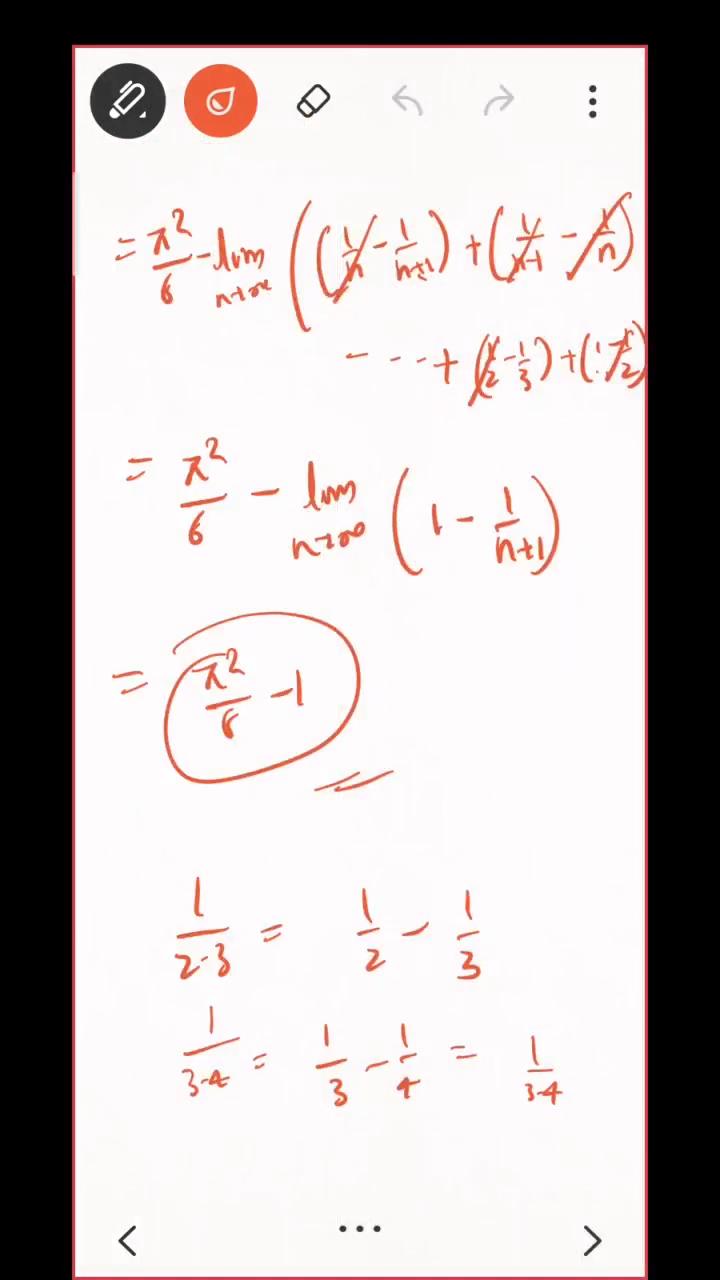 = π²/6 - lim n→∞ ((1/n - 1/(n+1)) + (1/(n-1) - 1/n)
- - - + (1/2 - 1/3) + (1 - 1/2)
= π²/6 - lim n→∞ (1 - 1/(n+1))
= π²/6 - 1
1/(2·3) = 1/2 - 1/3
1/(3·4) = 1/3 - 1/4 = 1/(3·4)